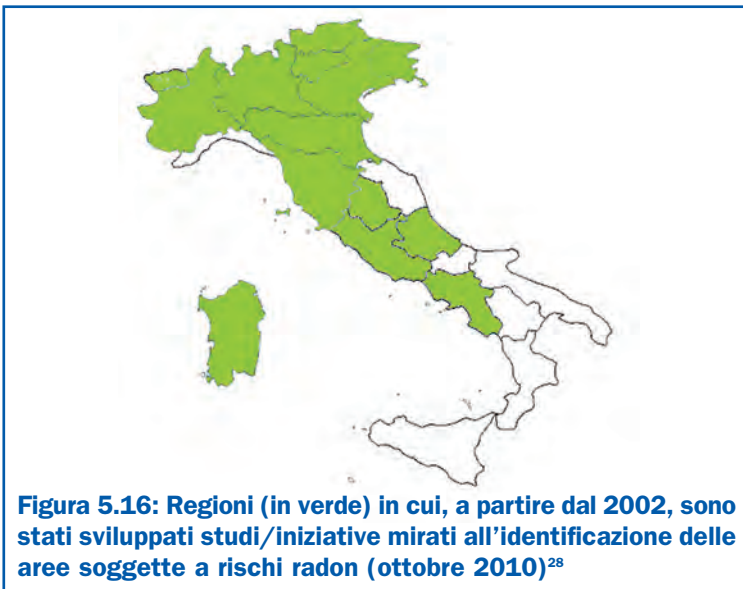 Figura 5.16: Regioni (in verde) in cui, a partire dal 2002, sono
stati sviluppati studi/iniziative mirati all'identificazione delle
aree soggette a rischi radon (ottobre 2010)²⁸